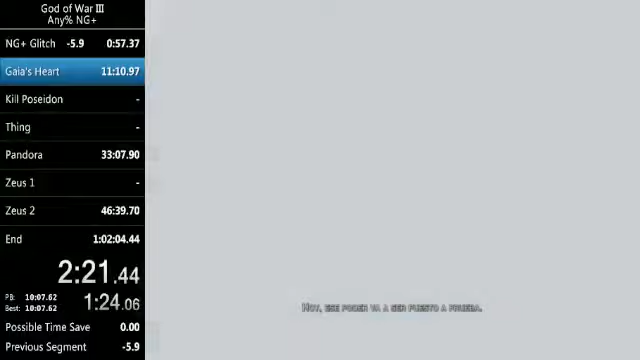 God of War III
Any% NG+
NG+ Glitch -5.9 0:57.37
Gaia's Heart 11:10.97
Kill Poseidon -
Thing -
Pandora 33:07.90
Zeus 1 -
Zeus 2 46:39.70
End 1:02:04.44
2:21.44
PB: 10:07.62
Best: 10:07.62
1:24.06
Possible Time Save 0.00
Previous Segment -5.9
Hoy, ese poder va a ser puesto a prueba.